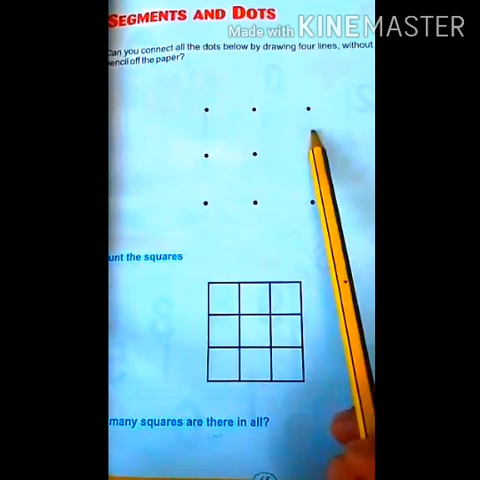 SEGMENTS AND DOTS
Made with KINEMASTER
Can you connect all the dots below by drawing four lines, without
pencil off the paper?
unt the squares
many squares are there in all?